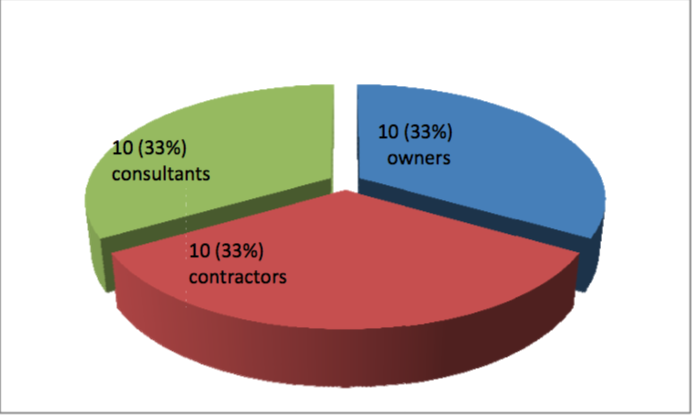 10 (33%)
owners
10 (33%)
consultants
10 (33%)
contractors